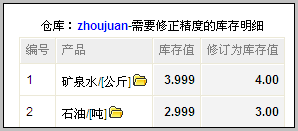 仓库：zhoujuan-需要修正精度的库存明细
编号 产品 库存值 修订为库存值
1 矿泉水/[公斤] 3.999 4.00
2 石油/[吨] 2.999 3.00